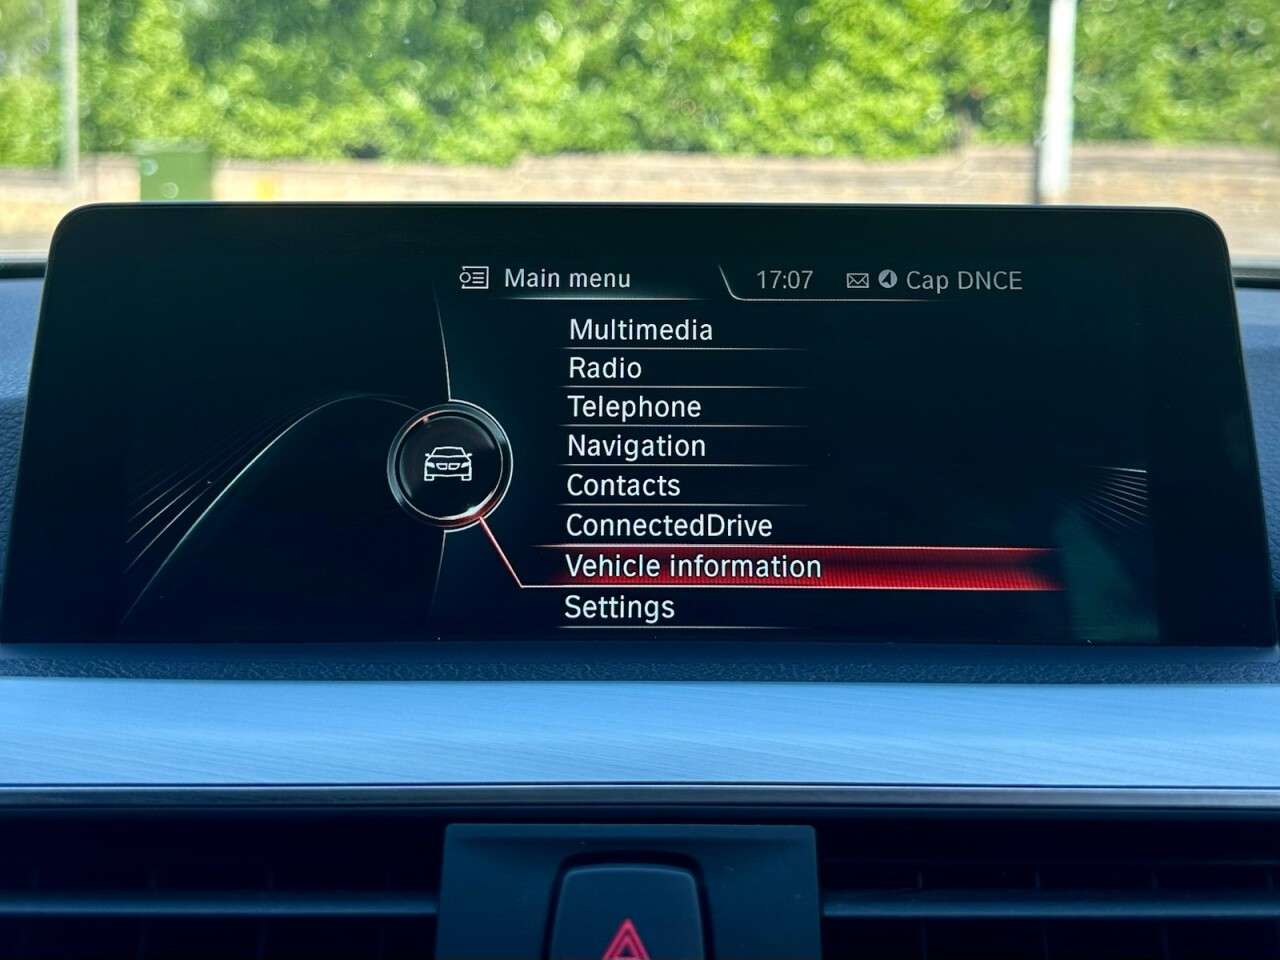 Main menu 17:07 Cap DNCE
Multimedia
Radio
Telephone
Navigation
Contacts
ConnectedDrive
Vehicle information
Settings